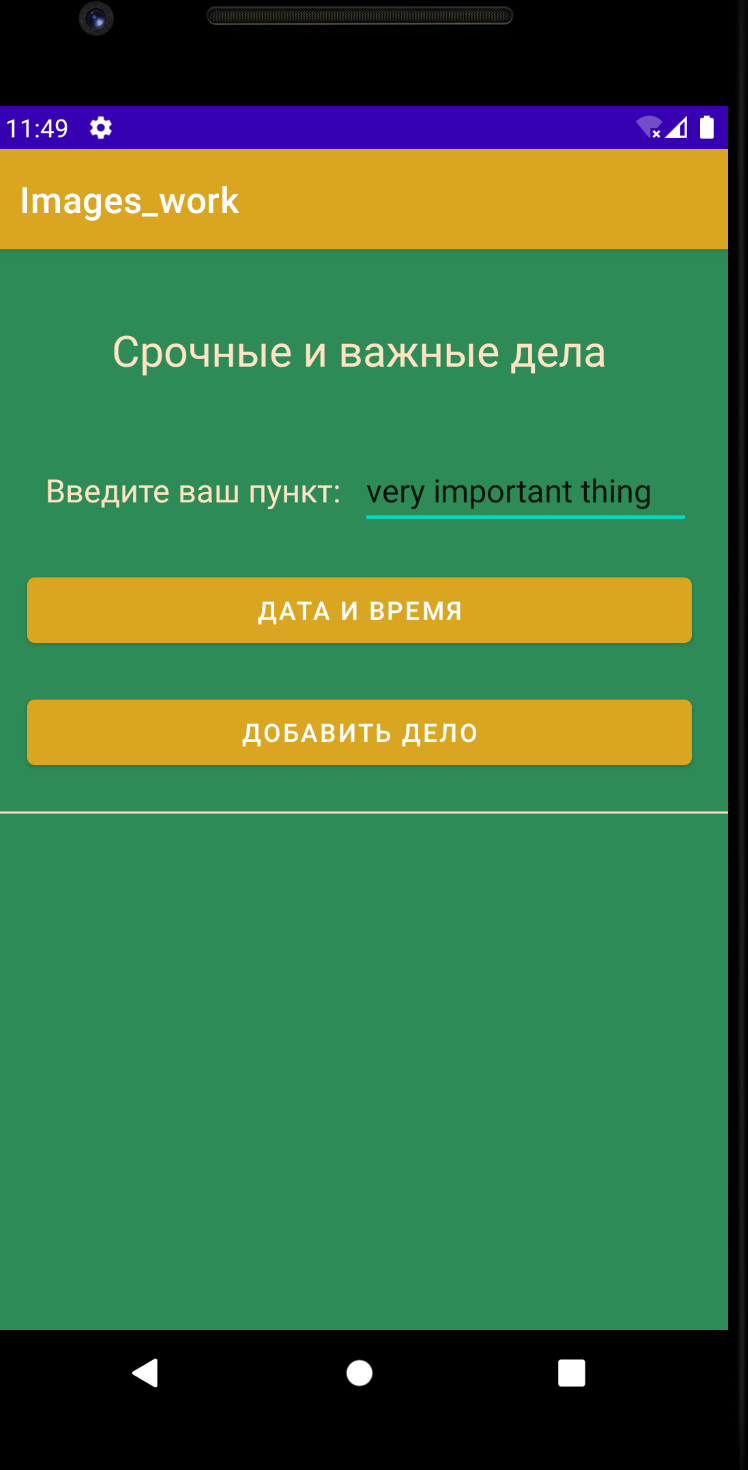 11:49
Images_work
Срочные и важные дела
Введите ваш пункт: very important thing
ДАТА И ВРЕМЯ
ДОБАВИТЬ ДЕЛО